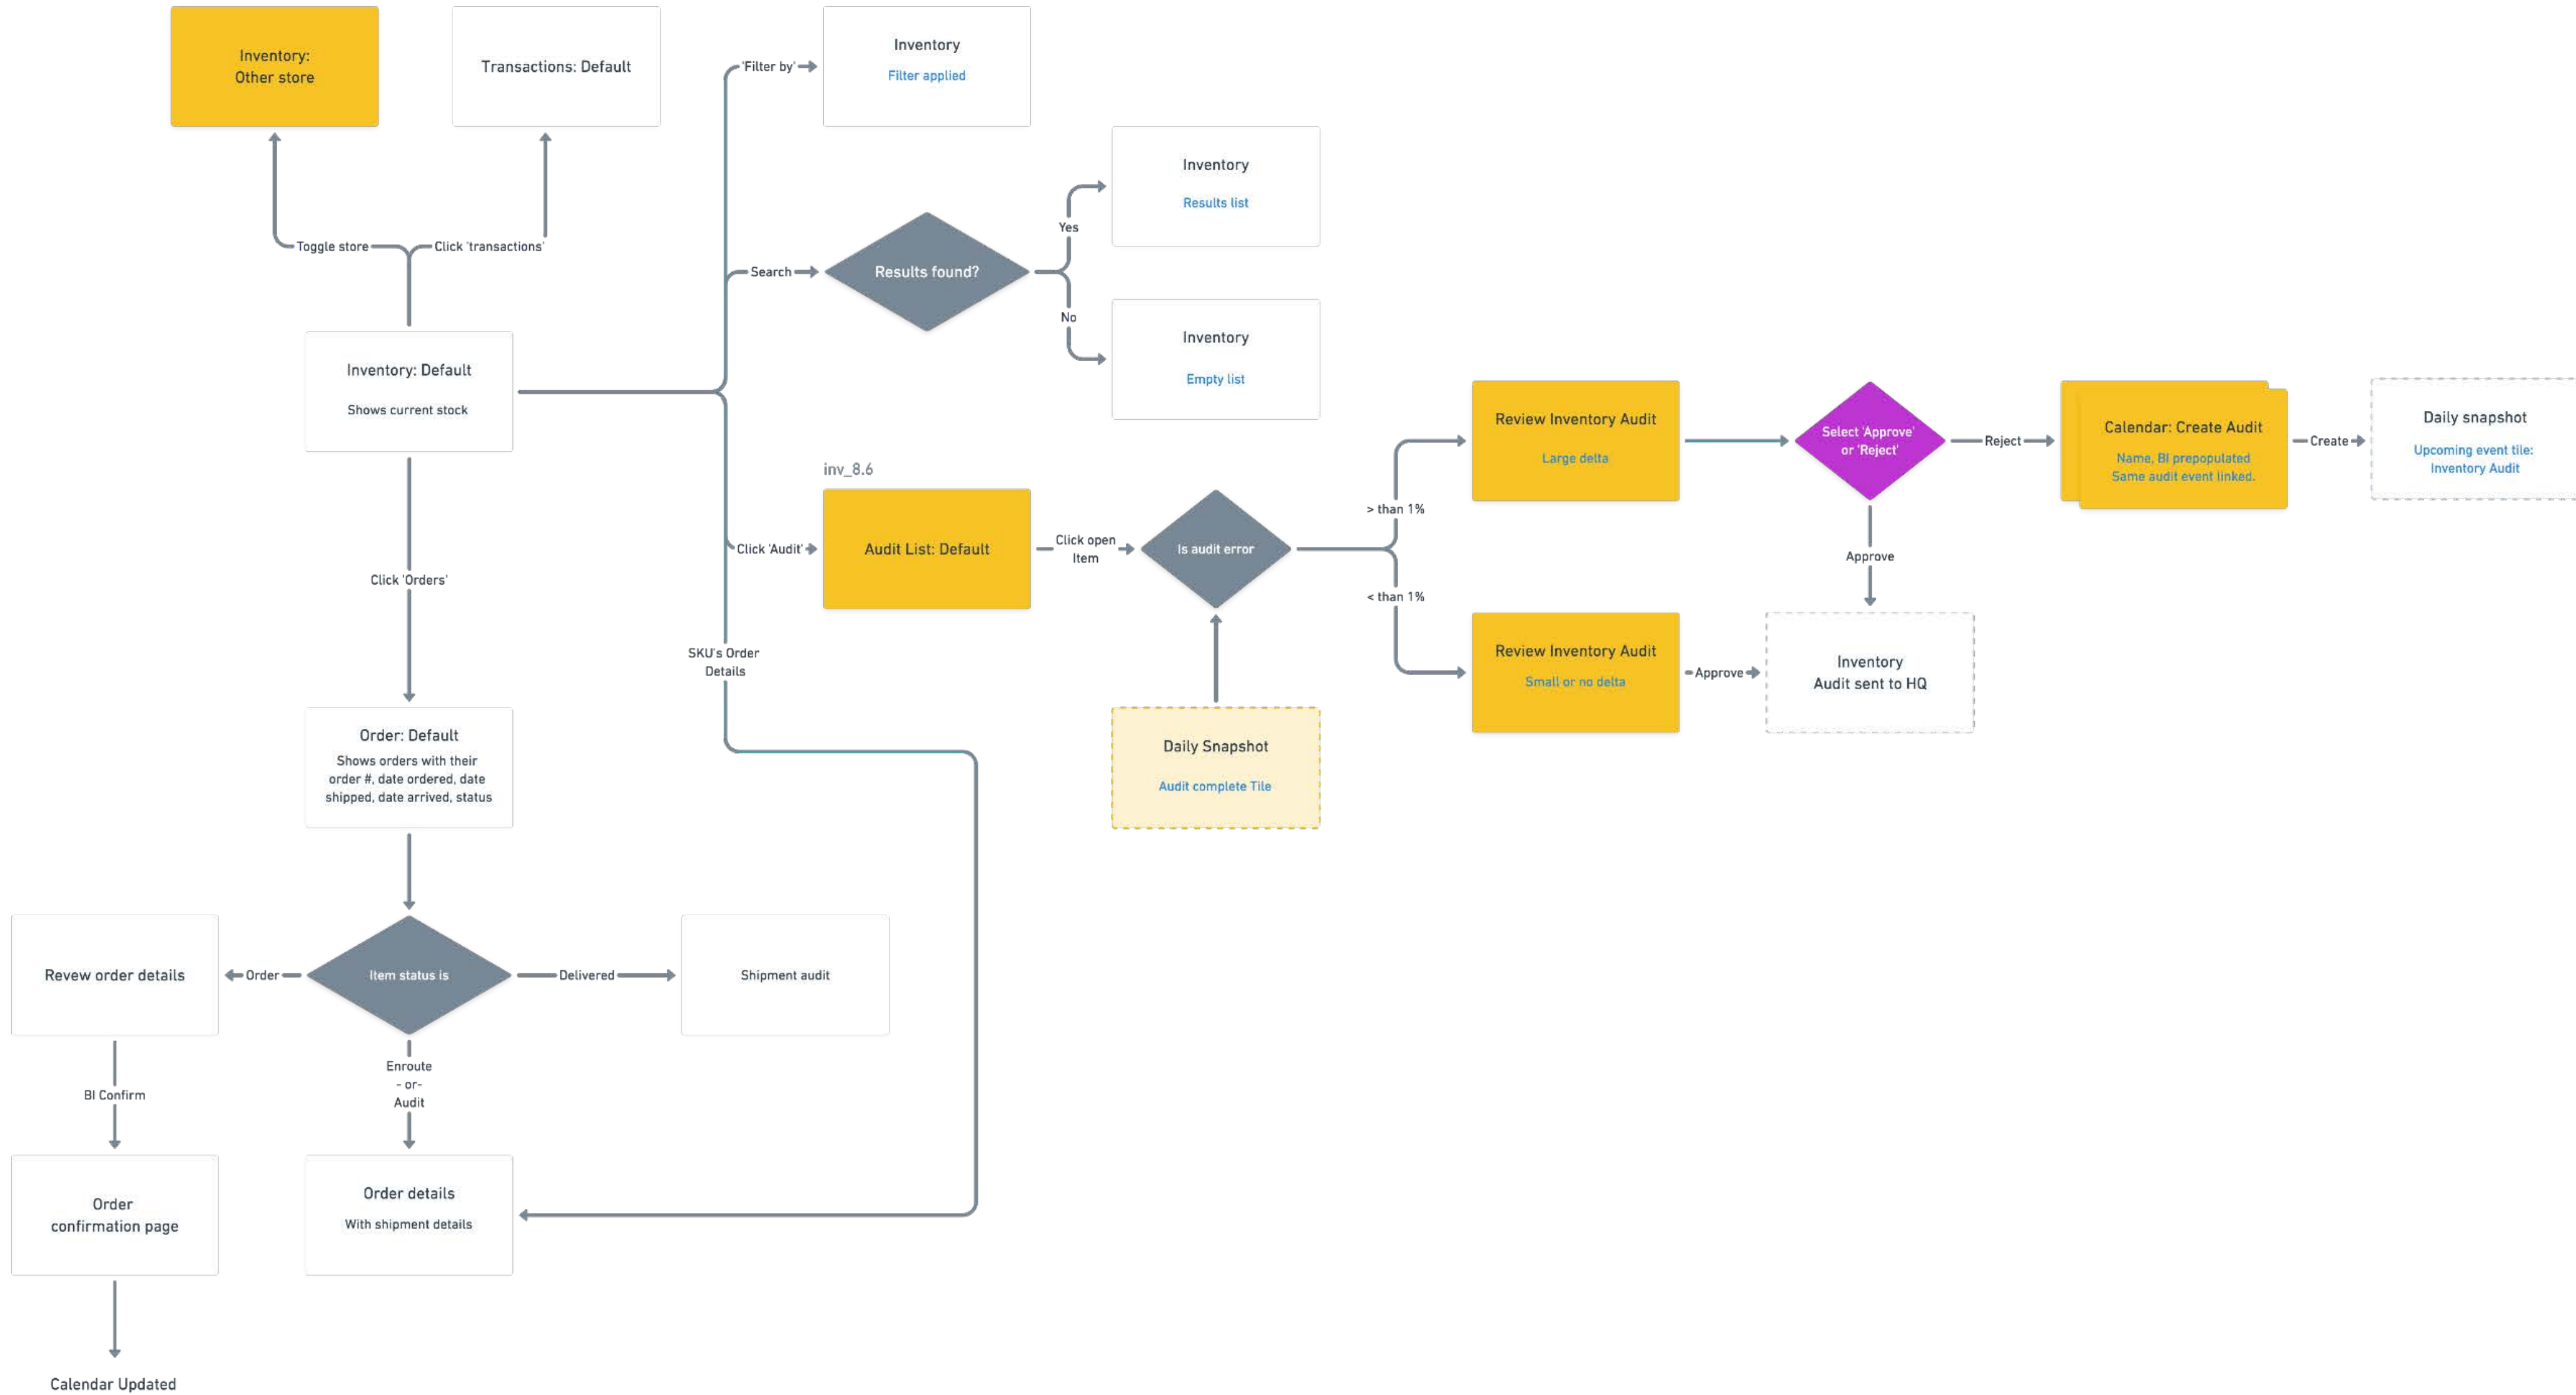 Inventory:
Other store
Transactions: Default
'Filter by'
Inventory
Filter applied
Inventory
Results list
Toggle store
Click 'transactions'
Search
Results found?
Yes
No
Inventory
Empty list
Inventory: Default
Shows current stock
inv_8.6
Click 'Audit'
Audit List: Default
Click open
Item
Is audit error
> than 1%
< than 1%
Review Inventory Audit
Large delta
Select 'Approve'
or 'Reject'
Reject
Calendar: Create Audit
Name, BI prepopulated
Same audit event linked.
Create
Daily snapshot
Upcoming event tile:
Inventory Audit
Approve
Review Inventory Audit
Small or no delta
Approve
Inventory
Audit sent to HQ
Daily Snapshot
Audit complete Tile
Click 'Orders'
SKU's Order
Details
Order: Default
Shows orders with their
order #, date ordered, date
shipped, date arrived, status
Revew order details
Order
Item status is
Delivered
Shipment audit
BI Confirm
Enroute
- or-
Audit
Order
confirmation page
Order details
With shipment details
Calendar Updated